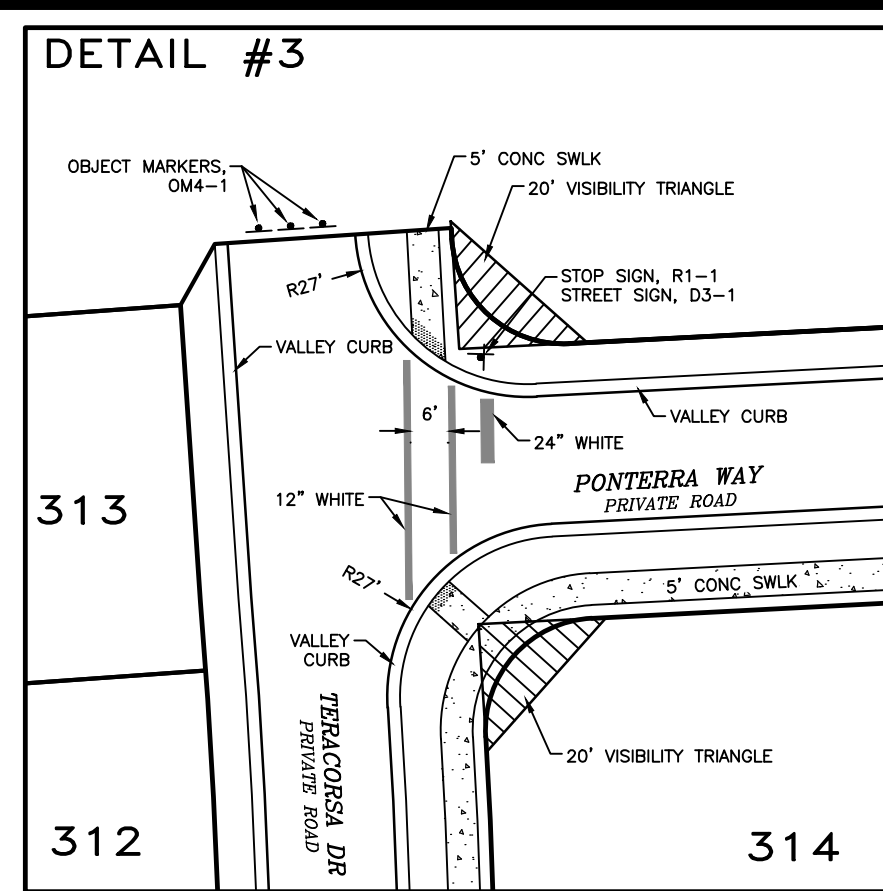 DETAIL #3
OBJECT MARKERS,
OM4-1
5' CONC SWLK
20' VISIBILITY TRIANGLE
STOP SIGN, R1-1
STREET SIGN, D3-1
R27'
VALLEY CURB
6'
VALLEY CURB
24" WHITE
PONTERRA WAY
PRIVATE ROAD
313
12" WHITE
R27'
5' CONC SWLK
VALLEY
CURB
TERACORSA DR
PRIVATE ROAD
20' VISIBILITY TRIANGLE
312
314